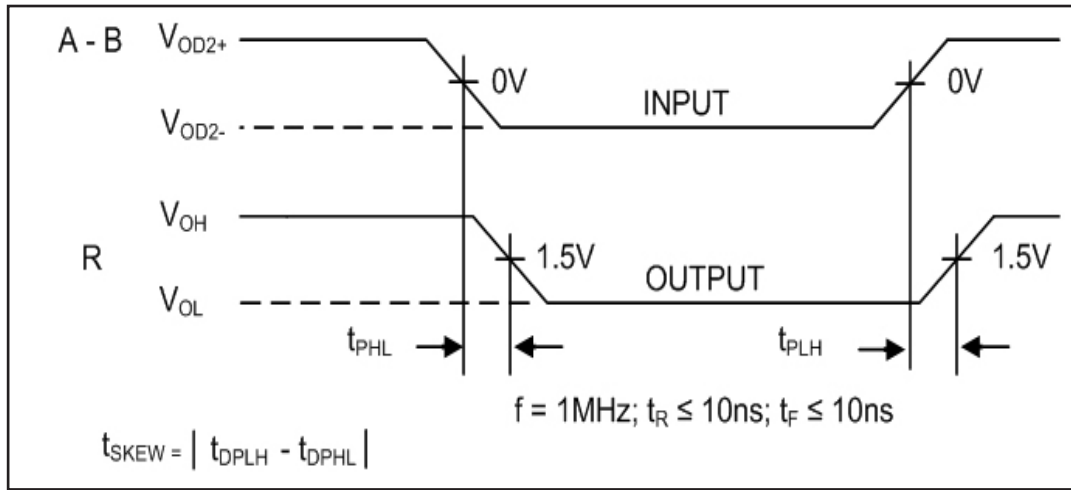 A - B V_OD2+
0V 0V
INPUT
V_OD2-
V_OH
R 1.5V 1.5V
OUTPUT
V_OL
t_PHL t_PLH
f = 1MHz; t_R ≤ 10ns; t_F ≤ 10ns
t_SKEW = | t_DPLH - t_DPHL |